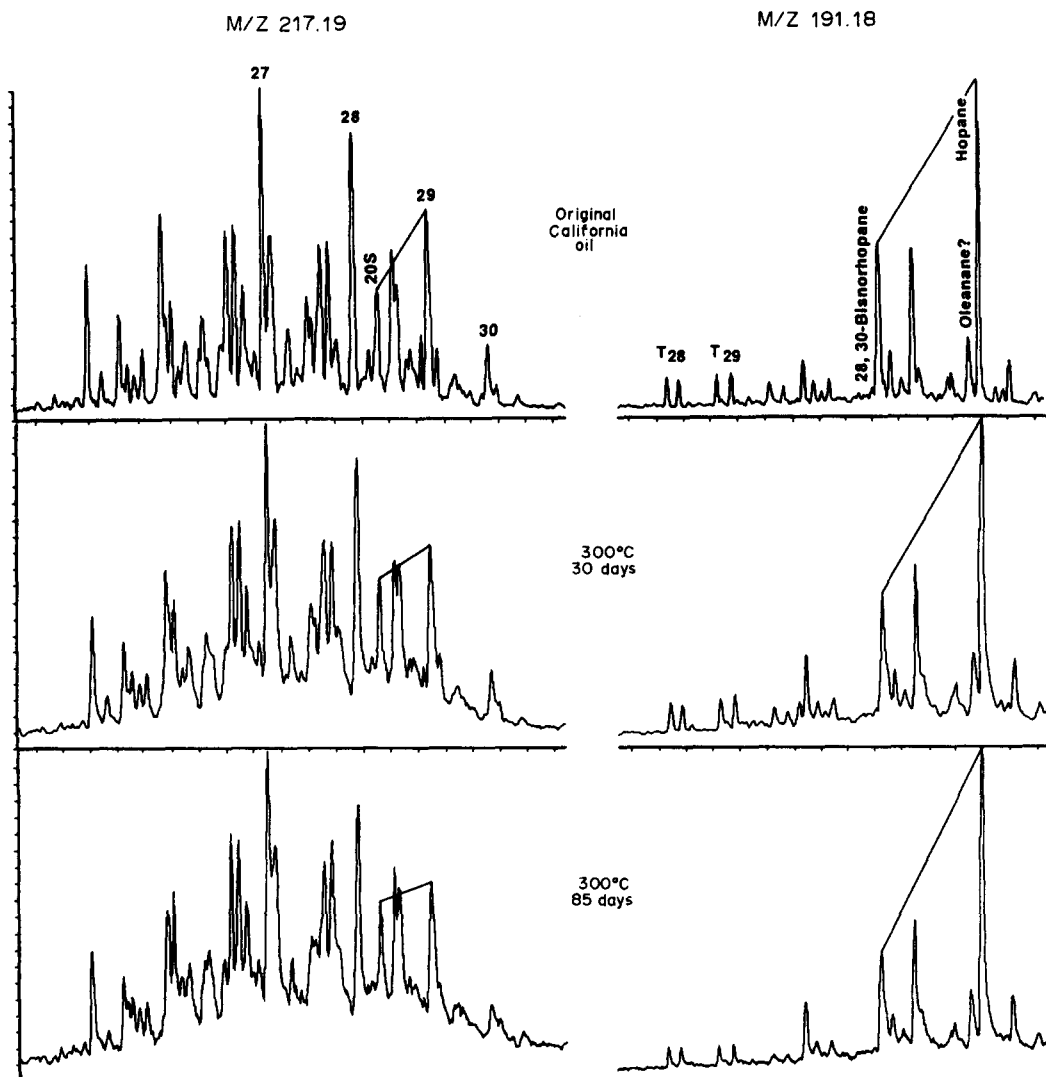 M/Z 217.19
M/Z 191.18
27
28
29
20S
30
Original
California
oil
T28
T29
28, 30-Bisnorhopane
Oleanane?
Hopane
300°C
30 days
300°C
85 days